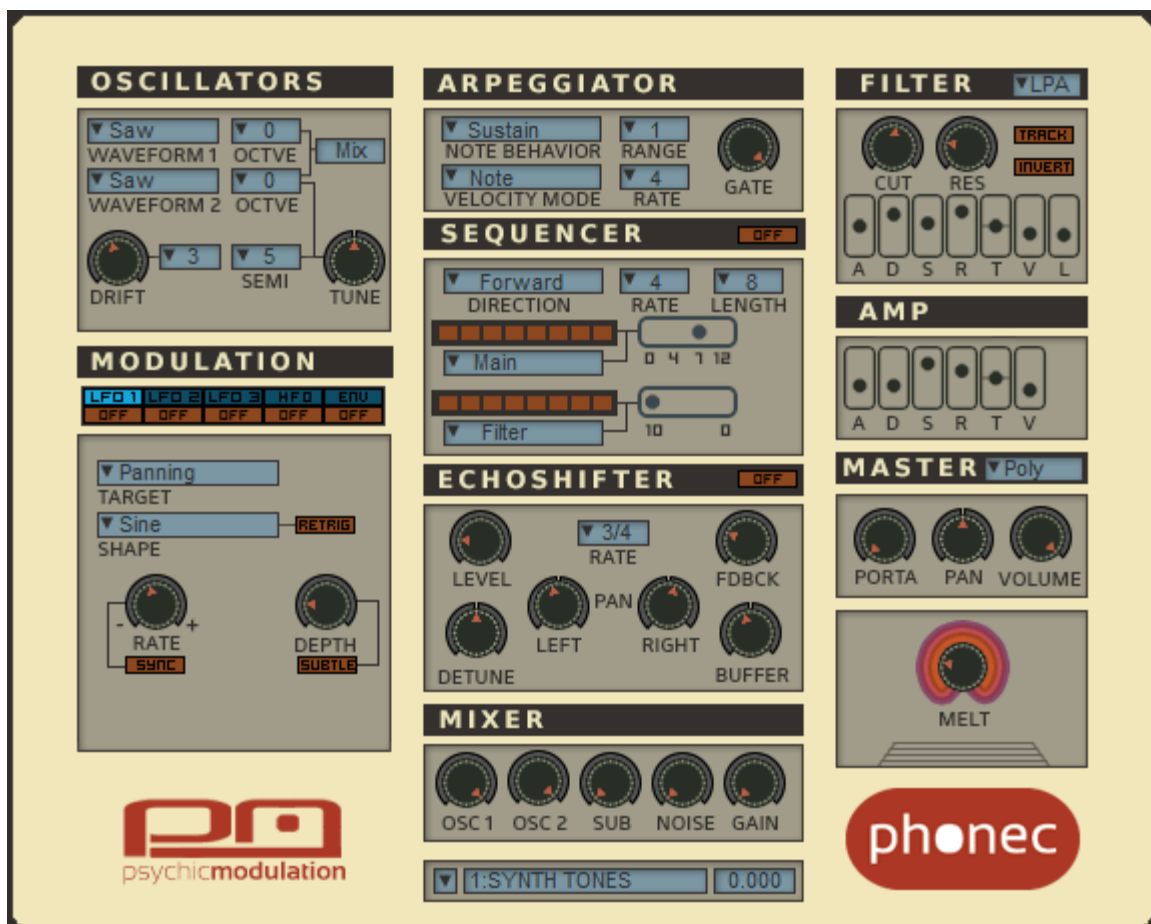 OSCILLATORS
Saw 0
WAVEFORM 1 OCTVE Mix
Saw 0
WAVEFORM 2 OCTVE
3 5
DRIFT SEMI TUNE
MODULATION
LFO 1 LFO 2 LFO 3 HFO ENV
OFF OFF OFF OFF OFF
Panning
TARGET
Sine RETRIG
SHAPE
- RATE + DEPTH
SYNC SUBTLE
PM
psychicmodulation
ARPEGGIATOR
Sustain 1
NOTE BEHAVIOR RANGE
Note 4 GATE
VELOCITY MODE RATE
SEQUENCER OFF
Forward 4 8
DIRECTION RATE LENGTH
Main 0 4 7 12
Filter 10 0
ECHOSHIFTER OFF
3/4
LEVEL RATE FDBCK
PAN
LEFT RIGHT
DETUNE BUFFER
MIXER
OSC 1 OSC 2 SUB NOISE GAIN
1:SYNTH TONES 0.000
FILTER LPA
TRACK
INVERT
CUT RES
A D S R T V L
AMP
A D S R T V
MASTER Poly
PORTA PAN VOLUME
MELT
phonec